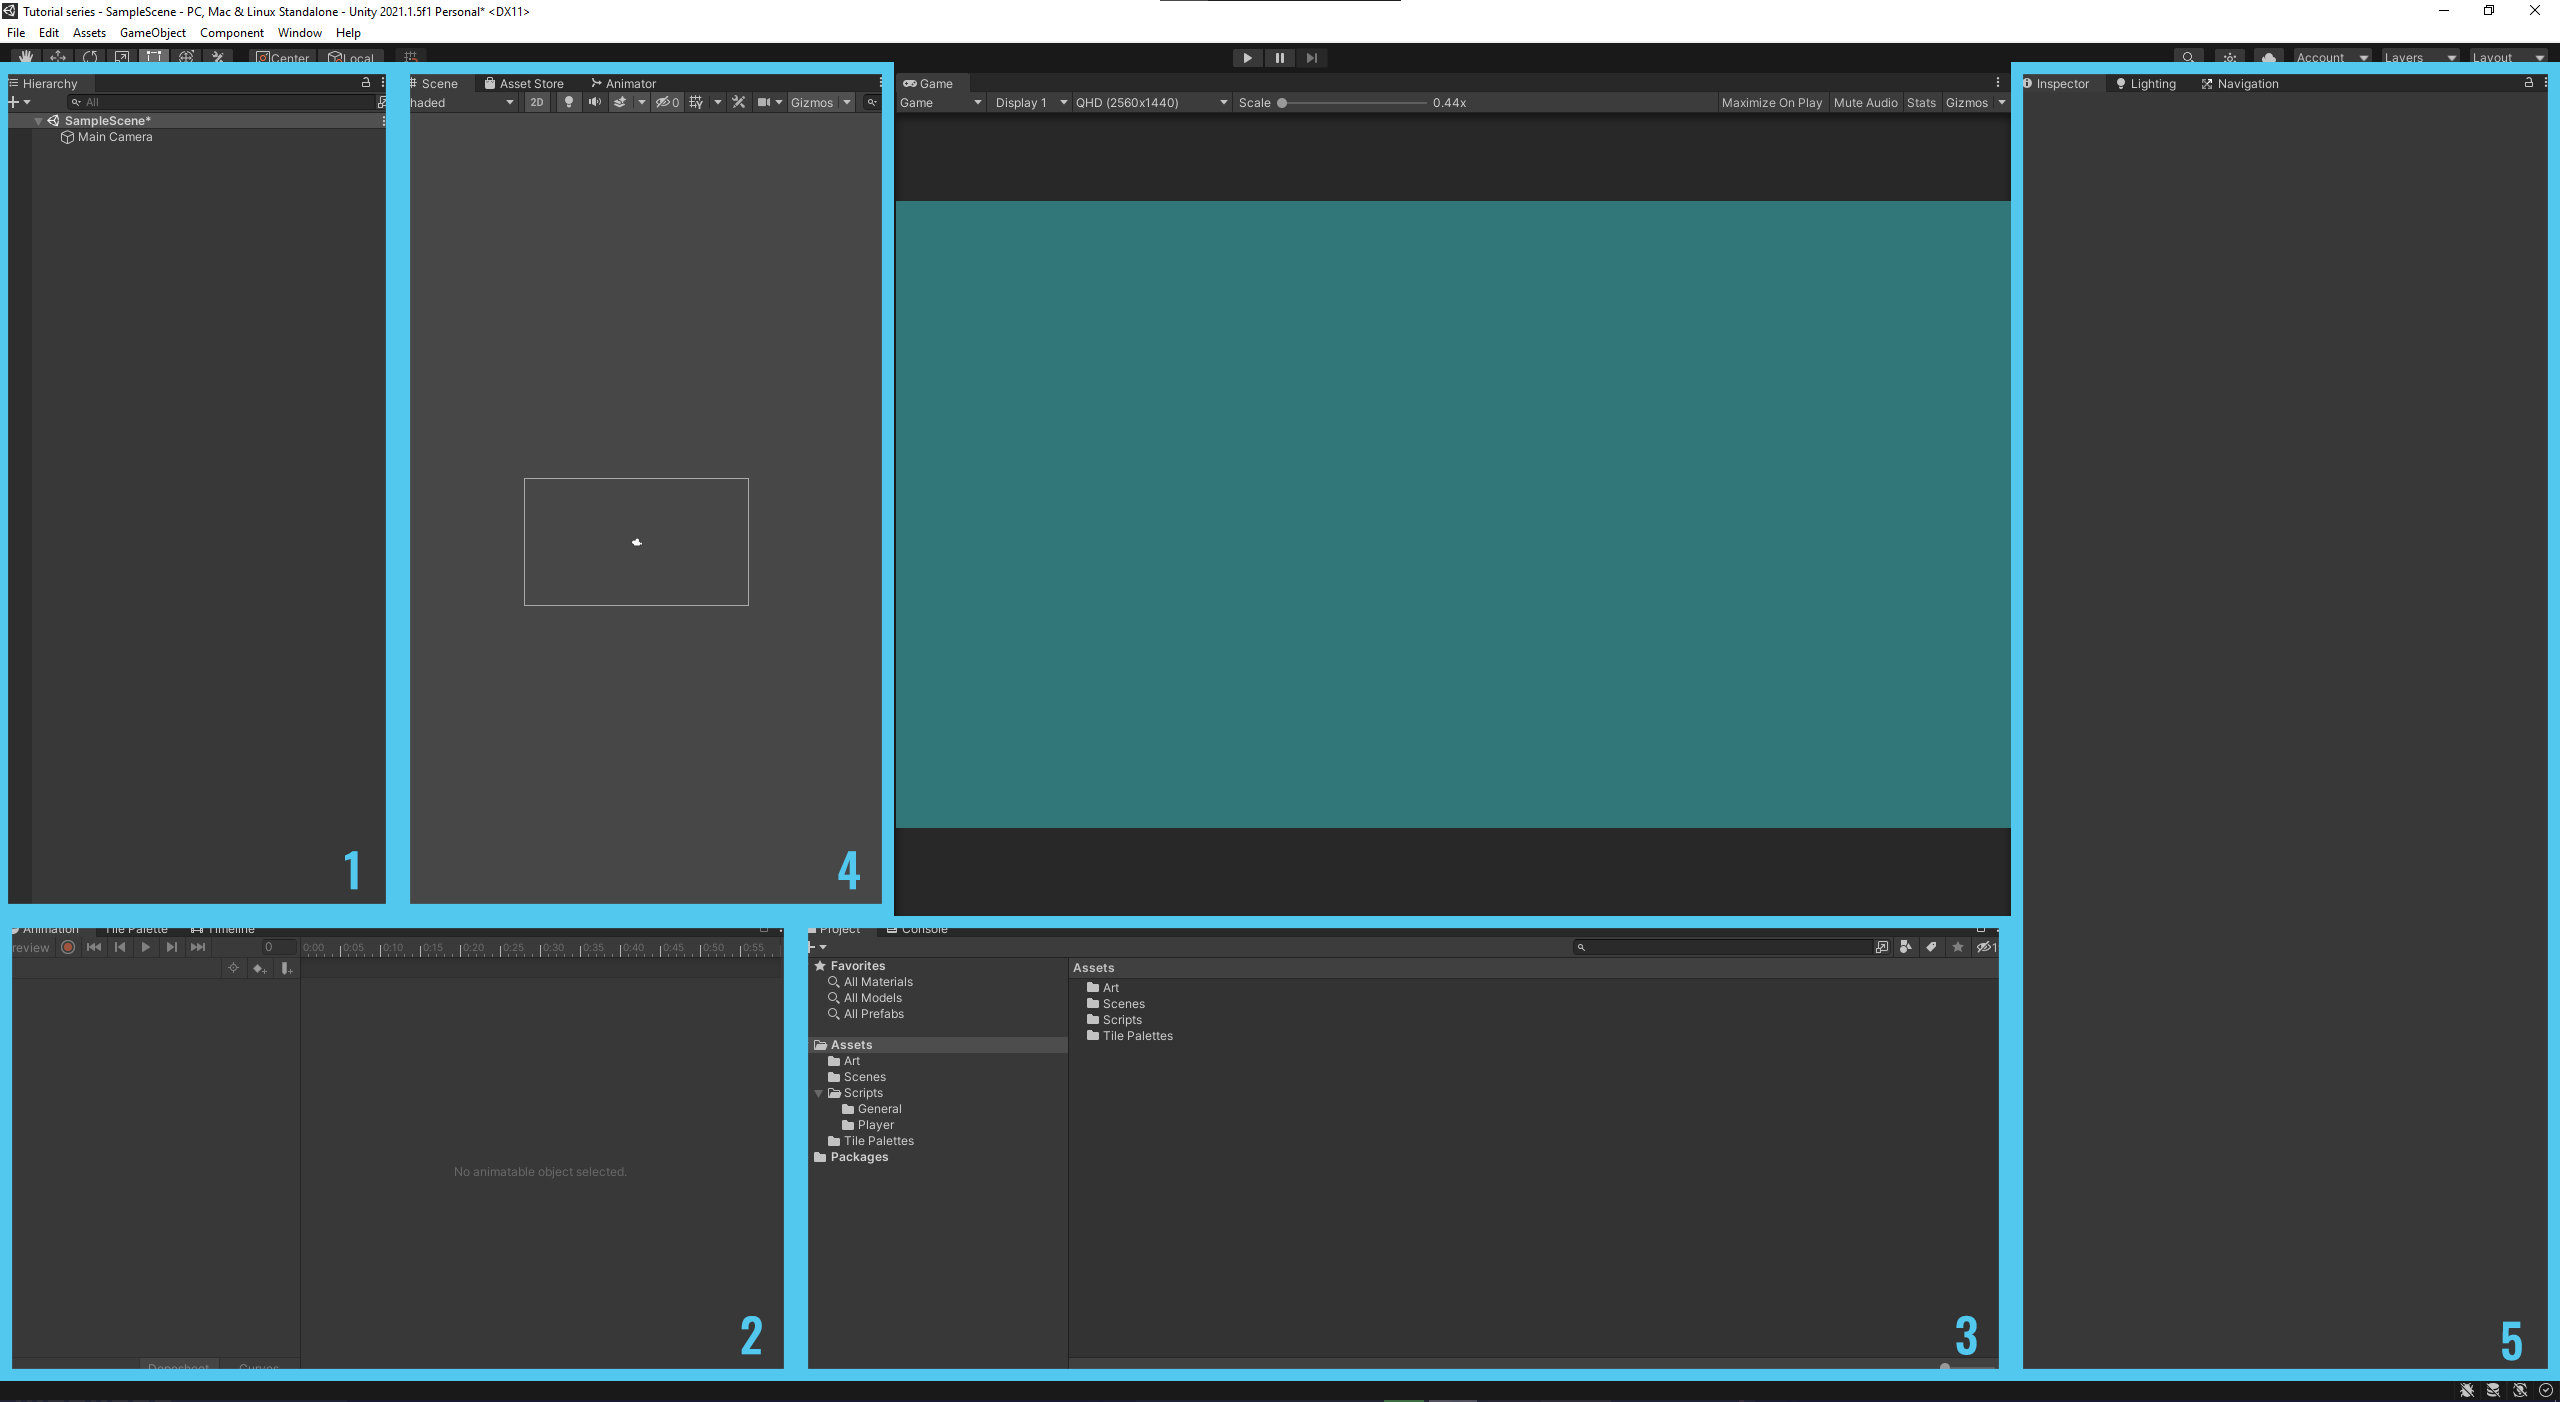 Tutorial series - SampleScene - PC, Mac & Linux Standalone - Unity 2021.1.5f1 Personal* <DX11>
File Edit Assets GameObject Component Window Help
Center Local Account Layers Layout
Hierarchy
All
SampleScene*
Main Camera
1
Scene Asset Store Animator
haded 2D 0 Gizmos
4
Game
Game Display 1 QHD (2560x1440) Scale 0.44x Maximize On Play Mute Audio Stats Gizmos
Inspector Lighting Navigation
5
Animation Tile Palette Timeline
review 0 0:00 0:05 0:10 0:15 0:20 0:25 0:30 0:35 0:40 0:45 0:50 0:55
No animatable object selected.
Dopesheet Curves
2
Project Console
1
Favorites
All Materials
All Models
All Prefabs
Assets
Art
Scenes
Scripts
General
Player
Tile Palettes
Packages
Assets
Art
Scenes
Scripts
Tile Palettes
3